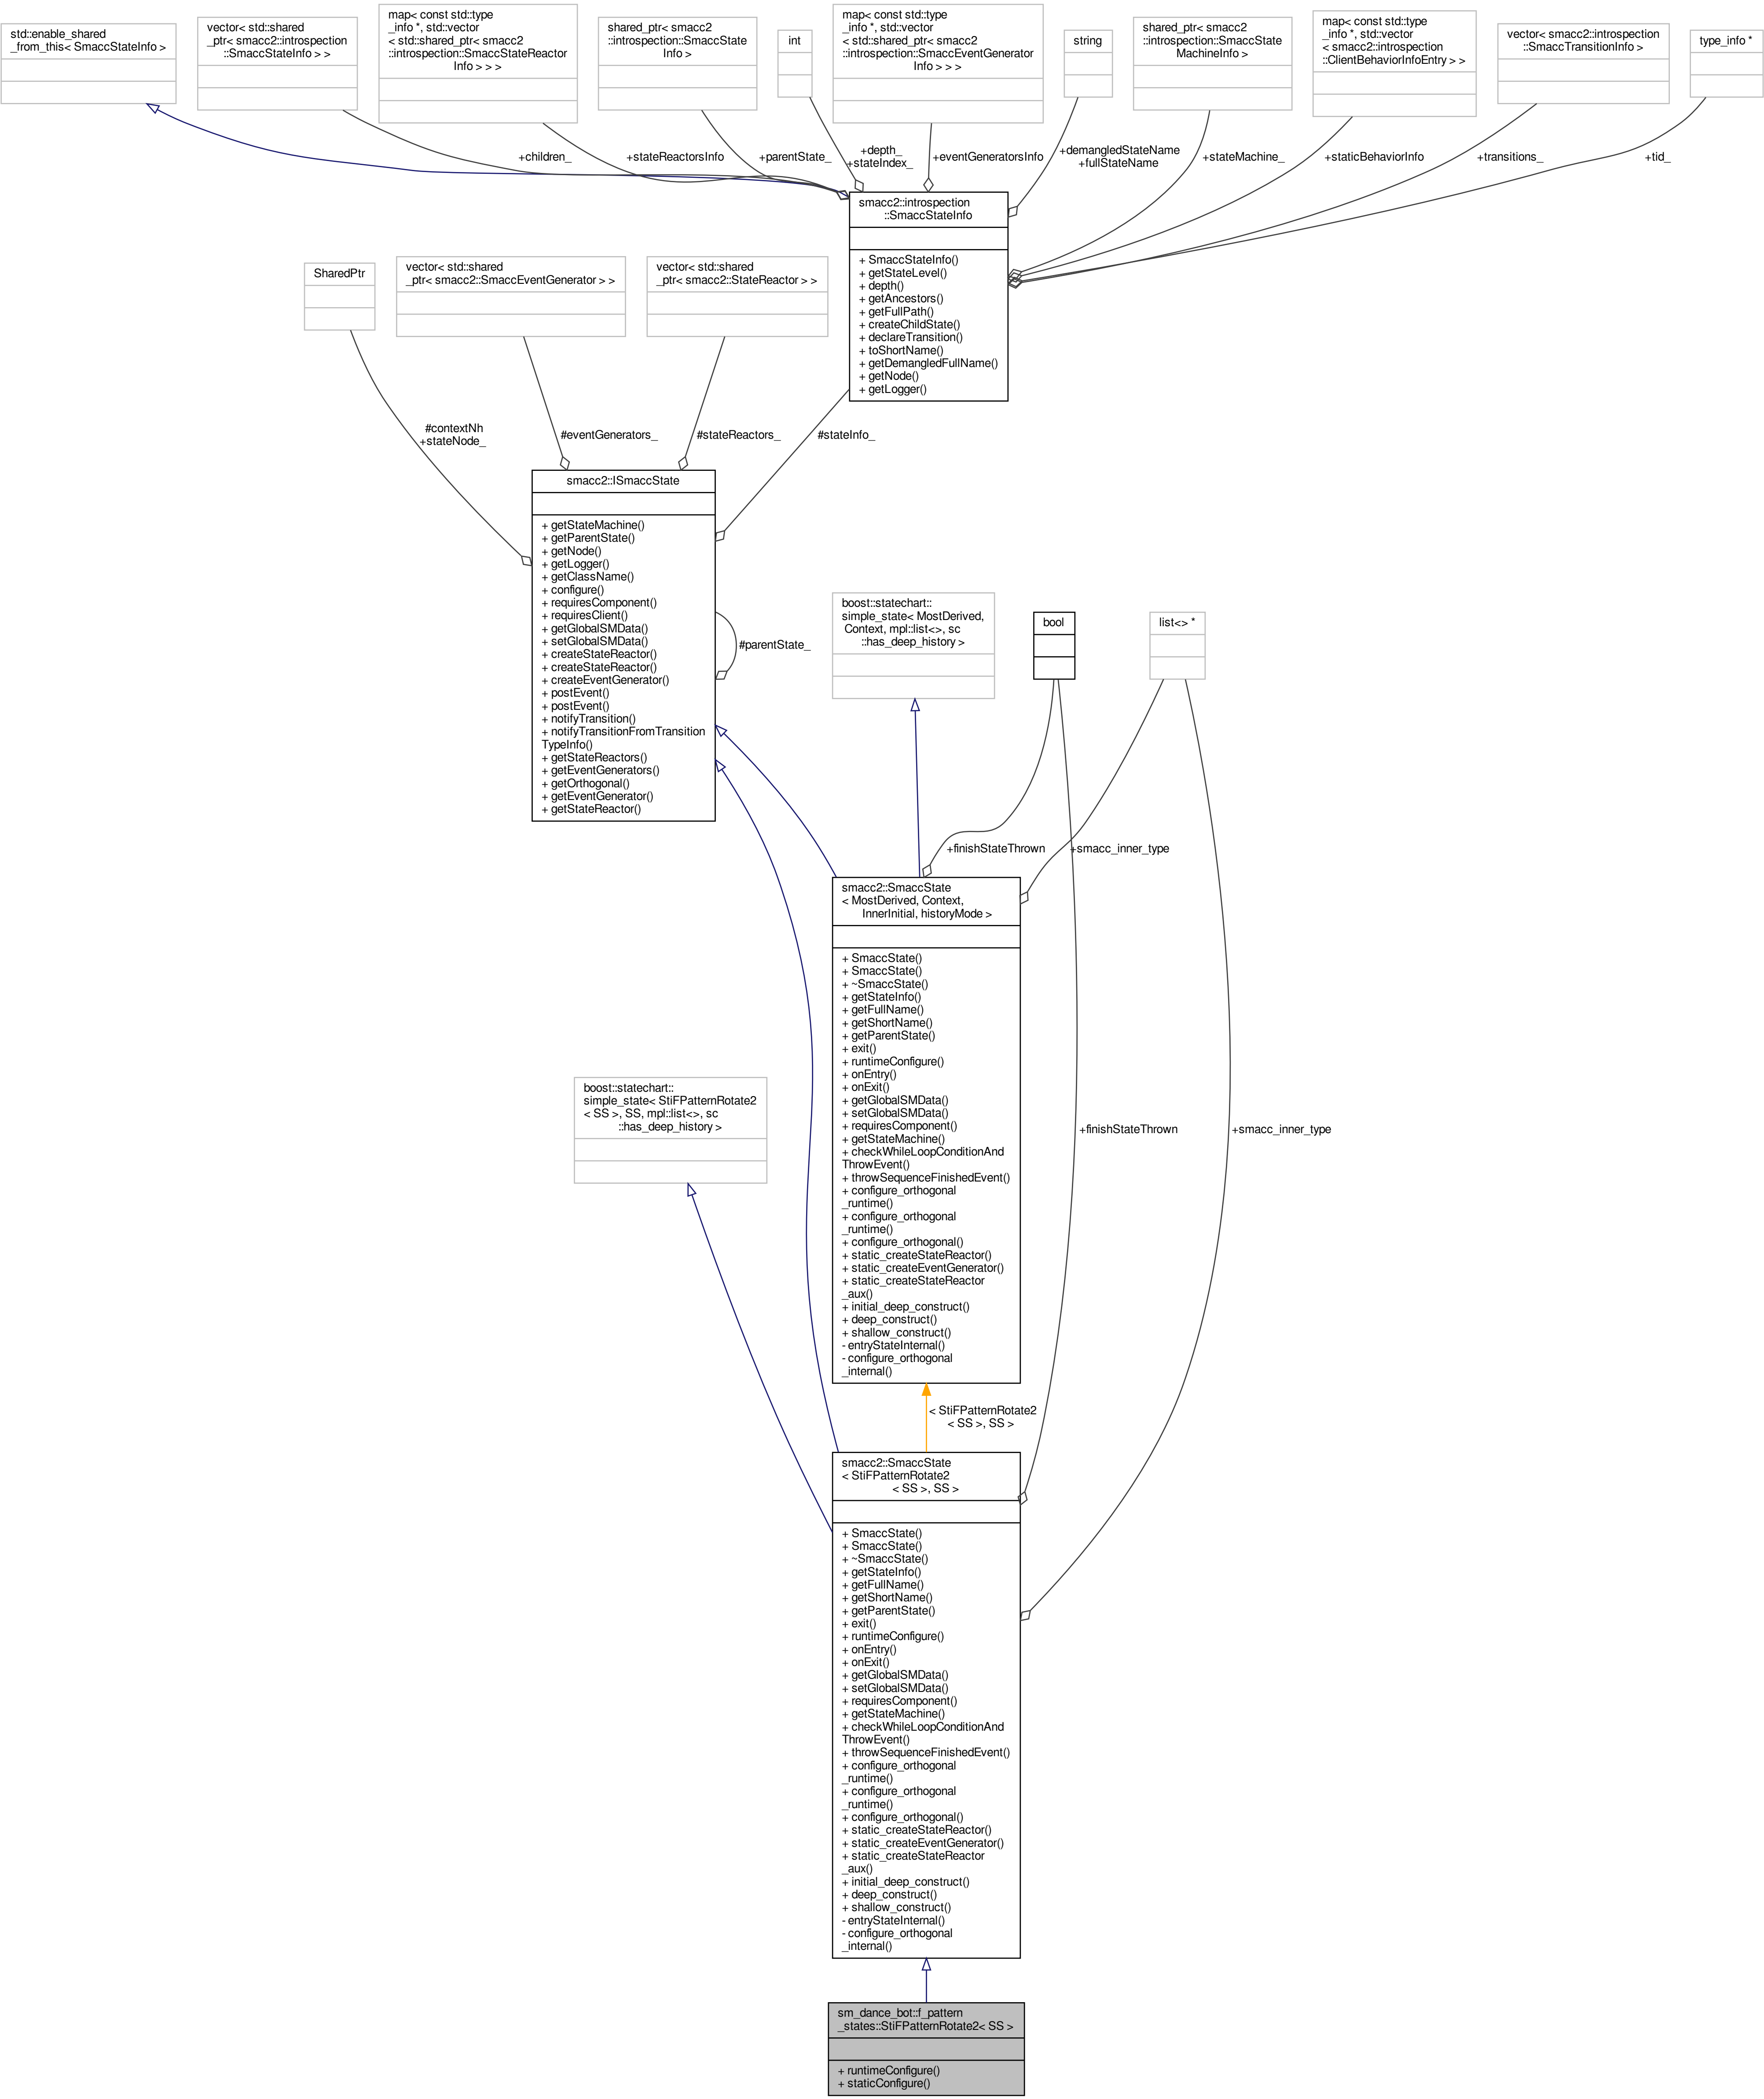 std::enable_shared
_from_this< SmaccStateInfo >
vector< std::shared
_ptr< smacc2::introspection
::SmaccStateInfo > >
map< const std::type
_info *, std::vector
< std::shared_ptr< smacc2
::introspection::SmaccStateReactor
Info > > >
shared_ptr< smacc2
::introspection::SmaccState
Info >
int
map< const std::type
_info *, std::vector
< std::shared_ptr< smacc2
::introspection::SmaccEventGenerator
Info > > >
string
shared_ptr< smacc2
::introspection::SmaccState
MachineInfo >
map< const std::type
_info *, std::vector
< smacc2::introspection
::ClientBehaviorInfoEntry > >
vector< smacc2::introspection
::SmaccTransitionInfo >
type_info *
+children_
+stateReactorsInfo
+parentState_
+depth_
+stateIndex_
+eventGeneratorsInfo
+demangledStateName
+fullStateName
+stateMachine_
+staticBehaviorInfo
+transitions_
+tid_
smacc2::introspection
::SmaccStateInfo
+ SmaccStateInfo()
+ getStateLevel()
+ depth()
+ getAncestors()
+ getFullPath()
+ createChildState()
+ declareTransition()
+ toShortName()
+ getDemangledFullName()
+ getNode()
+ getLogger()
SharedPtr
vector< std::shared
_ptr< smacc2::SmaccEventGenerator > >
vector< std::shared
_ptr< smacc2::StateReactor > >
#contextNh
+stateNode_
#eventGenerators_
#stateReactors_
#stateInfo_
smacc2::ISmaccState
+ getStateMachine()
+ getParentState()
+ getNode()
+ getLogger()
+ getClassName()
+ configure()
+ requiresComponent()
+ requiresClient()
+ getGlobalSMData()
+ setGlobalSMData()
+ createStateReactor()
+ createStateReactor()
+ createEventGenerator()
+ postEvent()
+ postEvent()
+ notifyTransition()
+ notifyTransitionFromTransition
TypeInfo()
+ getStateReactors()
+ getEventGenerators()
+ getOrthogonal()
+ getEventGenerator()
+ getStateReactor()
#parentState_
boost::statechart::
simple_state< MostDerived,
Context, mpl::list<>, sc
::has_deep_history >
bool
list<> *
+finishStateThrown
+smacc_inner_type
smacc2::SmaccState
< MostDerived, Context,
InnerInitial, historyMode >
+ SmaccState()
+ SmaccState()
+ ~SmaccState()
+ getStateInfo()
+ getFullName()
+ getShortName()
+ getParentState()
+ exit()
+ runtimeConfigure()
+ onEntry()
+ onExit()
+ getGlobalSMData()
+ setGlobalSMData()
+ requiresComponent()
+ getStateMachine()
+ checkWhileLoopConditionAnd
ThrowEvent()
+ throwSequenceFinishedEvent()
+ configure_orthogonal
_runtime()
+ configure_orthogonal
_runtime()
+ configure_orthogonal()
+ static_createStateReactor()
+ static_createEventGenerator()
+ static_createStateReactor
_aux()
+ initial_deep_construct()
+ deep_construct()
+ shallow_construct()
- entryStateInternal()
- configure_orthogonal
_internal()
boost::statechart::
simple_state< StiFPatternRotate2
< SS >, SS, mpl::list<>, sc
::has_deep_history >
+finishStateThrown
+smacc_inner_type
< StiFPatternRotate2
< SS >, SS >
smacc2::SmaccState
< StiFPatternRotate2
< SS >, SS >
+ SmaccState()
+ SmaccState()
+ ~SmaccState()
+ getStateInfo()
+ getFullName()
+ getShortName()
+ getParentState()
+ exit()
+ runtimeConfigure()
+ onEntry()
+ onExit()
+ getGlobalSMData()
+ setGlobalSMData()
+ requiresComponent()
+ getStateMachine()
+ checkWhileLoopConditionAnd
ThrowEvent()
+ throwSequenceFinishedEvent()
+ configure_orthogonal
_runtime()
+ configure_orthogonal
_runtime()
+ configure_orthogonal()
+ static_createStateReactor()
+ static_createEventGenerator()
+ static_createStateReactor
_aux()
+ initial_deep_construct()
+ deep_construct()
+ shallow_construct()
- entryStateInternal()
- configure_orthogonal
_internal()
sm_dance_bot::f_pattern
_states::StiFPatternRotate2< SS >
+ runtimeConfigure()
+ staticConfigure()